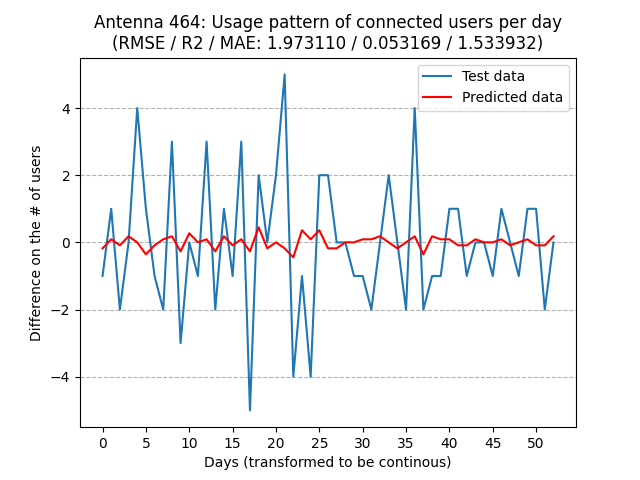 Antenna 464: Usage pattern of connected users per day
(RMSE / R2 / MAE: 1.973110 / 0.053169 / 1.533932)
Test data
Predicted data
4
2
0
−2
−4
Difference on the # of users
0 5 10 15 20 25 30 35 40 45 50
Days (transformed to be continous)